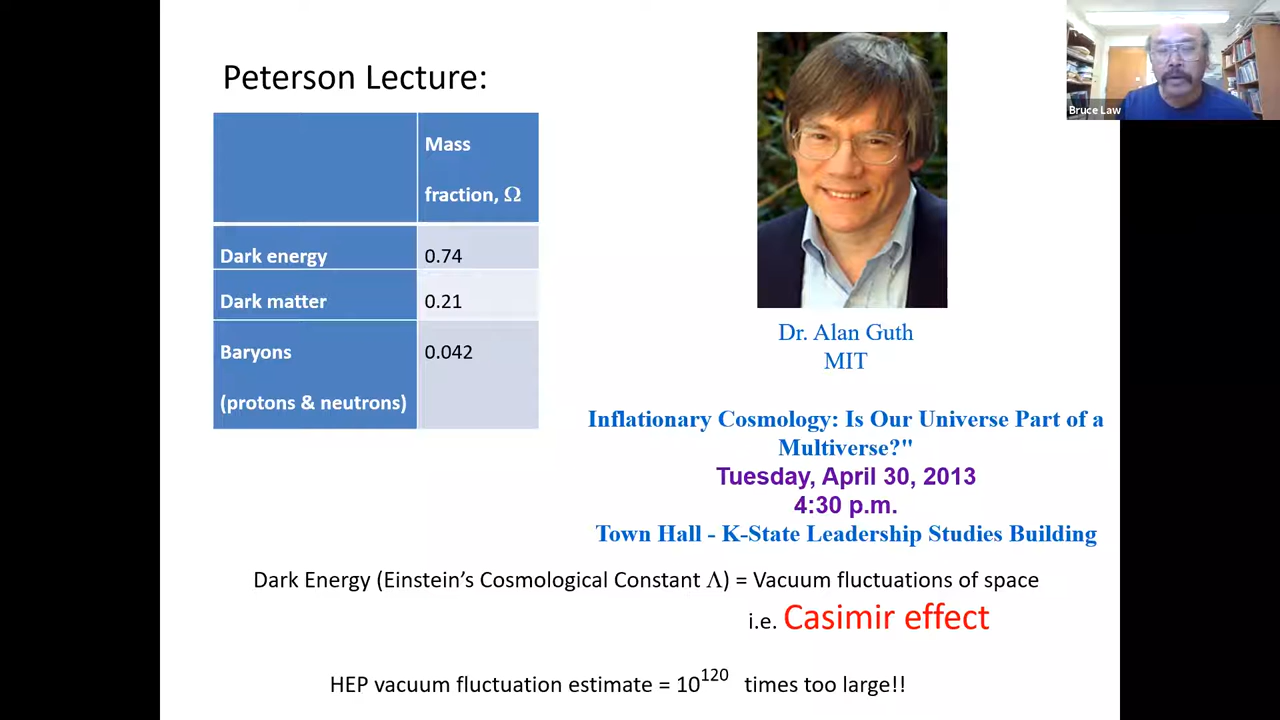 Peterson Lecture:
Mass
fraction, Ω
Dark energy 0.74
Dark matter 0.21
Baryons 0.042
(protons & neutrons)
Bruce Law
Dr. Alan Guth
MIT
Inflationary Cosmology: Is Our Universe Part of a
Multiverse?"
Tuesday, April 30, 2013
4:30 p.m.
Town Hall - K-State Leadership Studies Building
Dark Energy (Einstein’s Cosmological Constant Λ) = Vacuum fluctuations of space
i.e. Casimir effect
HEP vacuum fluctuation estimate = 10^120 times too large!!